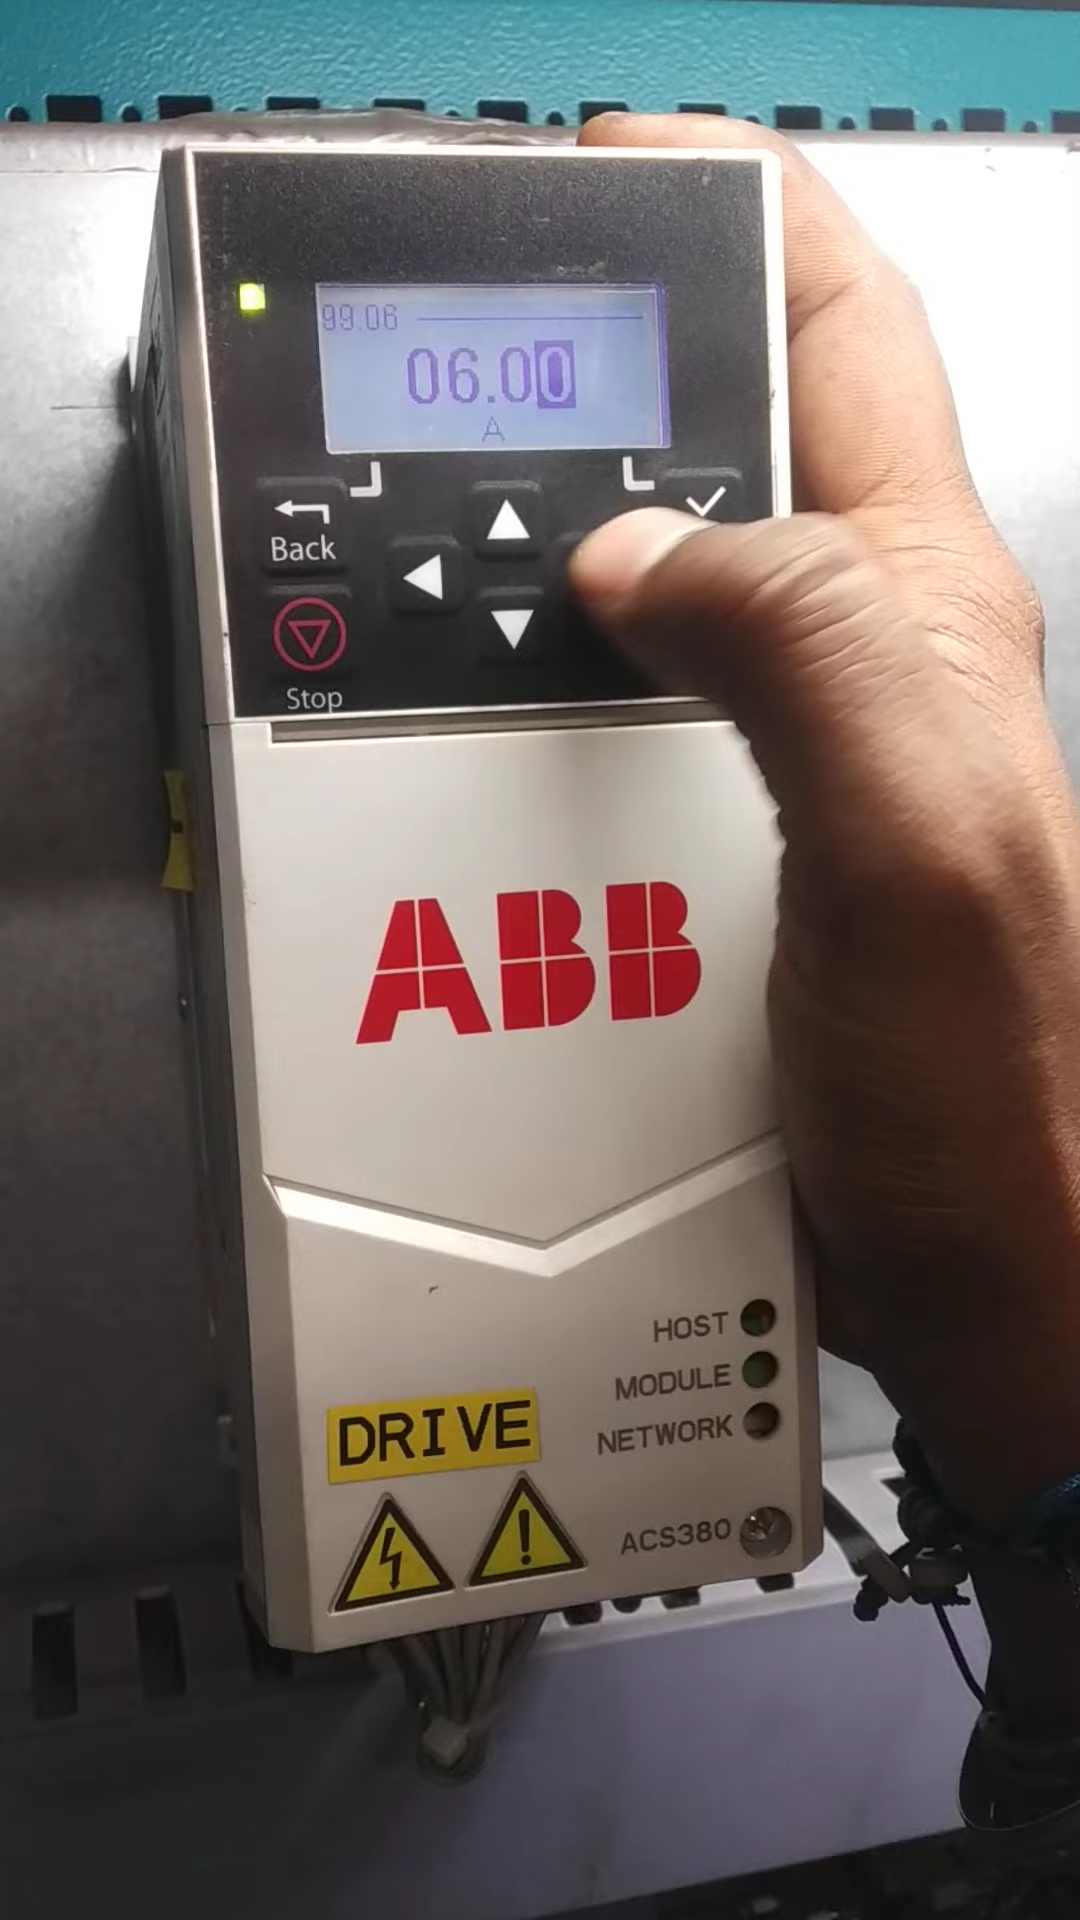 99.06
06.00
A
Back
Stop
ABB
HOST
MODULE
NETWORK
DRIVE
ACS380